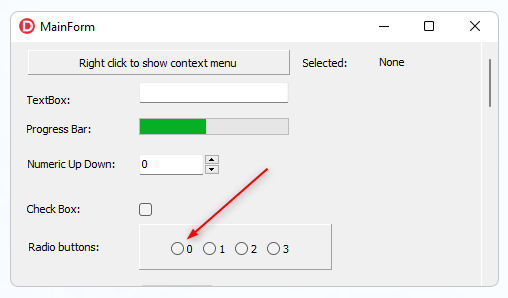 D MainForm
Right click to show context menu Selected: None
TextBox:
Progress Bar:
Numeric Up Down: 0
Check Box:
Radio buttons: 0 1 2 3